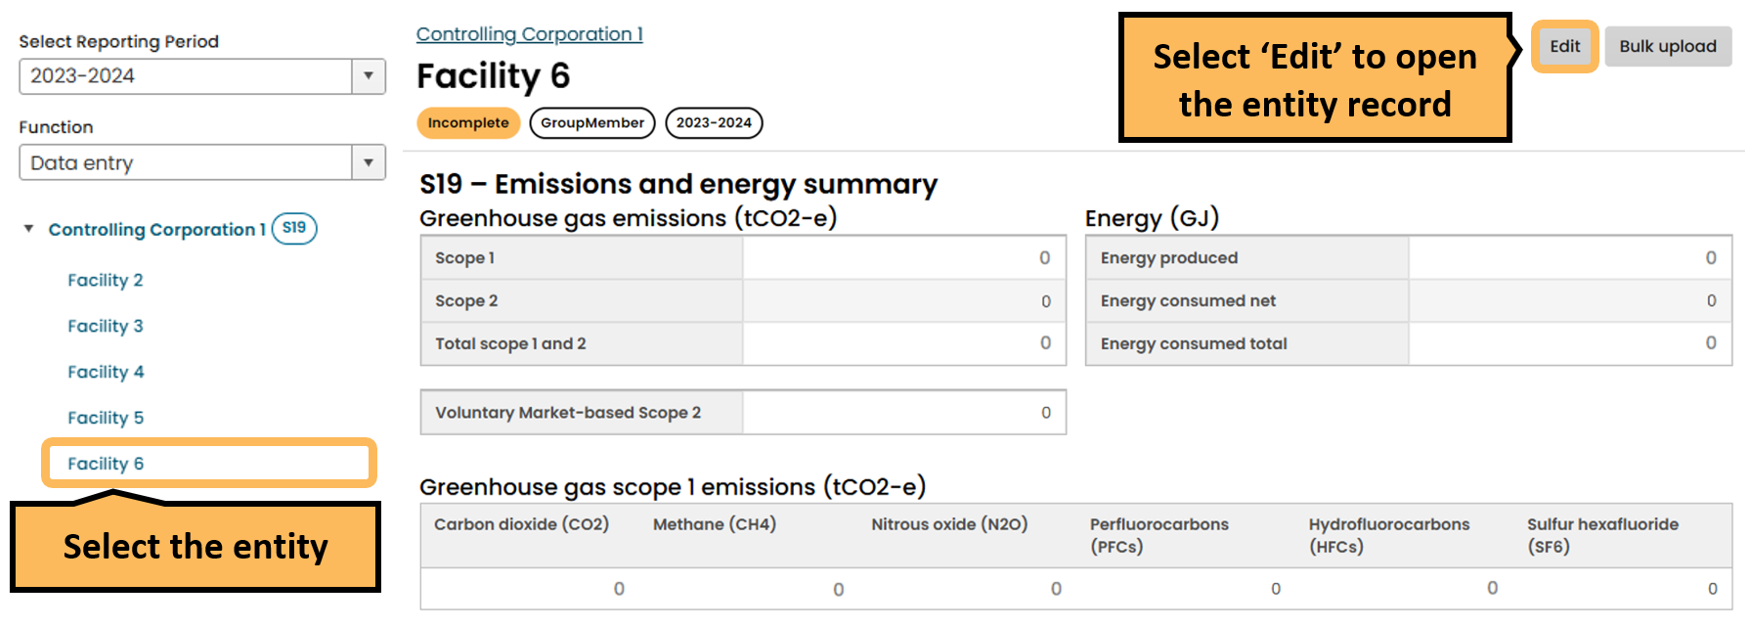 Select Reporting Period
2023-2024
Function
Data entry
Controlling Corporation 1 S19
Facility 2
Facility 3
Facility 4
Facility 5
Facility 6
Select the entity
Controlling Corporation 1
Facility 6
Incomplete GroupMember 2023-2024
Select ‘Edit’ to open
the entity record
Edit Bulk upload
S19 – Emissions and energy summary
Greenhouse gas emissions (tCO2-e)
Scope 1 0
Scope 2 0
Total scope 1 and 2 0
Voluntary Market-based Scope 2 0
Energy (GJ)
Energy produced 0
Energy consumed net 0
Energy consumed total 0
Greenhouse gas scope 1 emissions (tCO2-e)
Carbon dioxide (CO2) Methane (CH4) Nitrous oxide (N2O) Perfluorocarbons Hydrofluorocarbons Sulfur hexafluoride
(PFCs) (HFCs) (SF6)
0 0 0 0 0 0